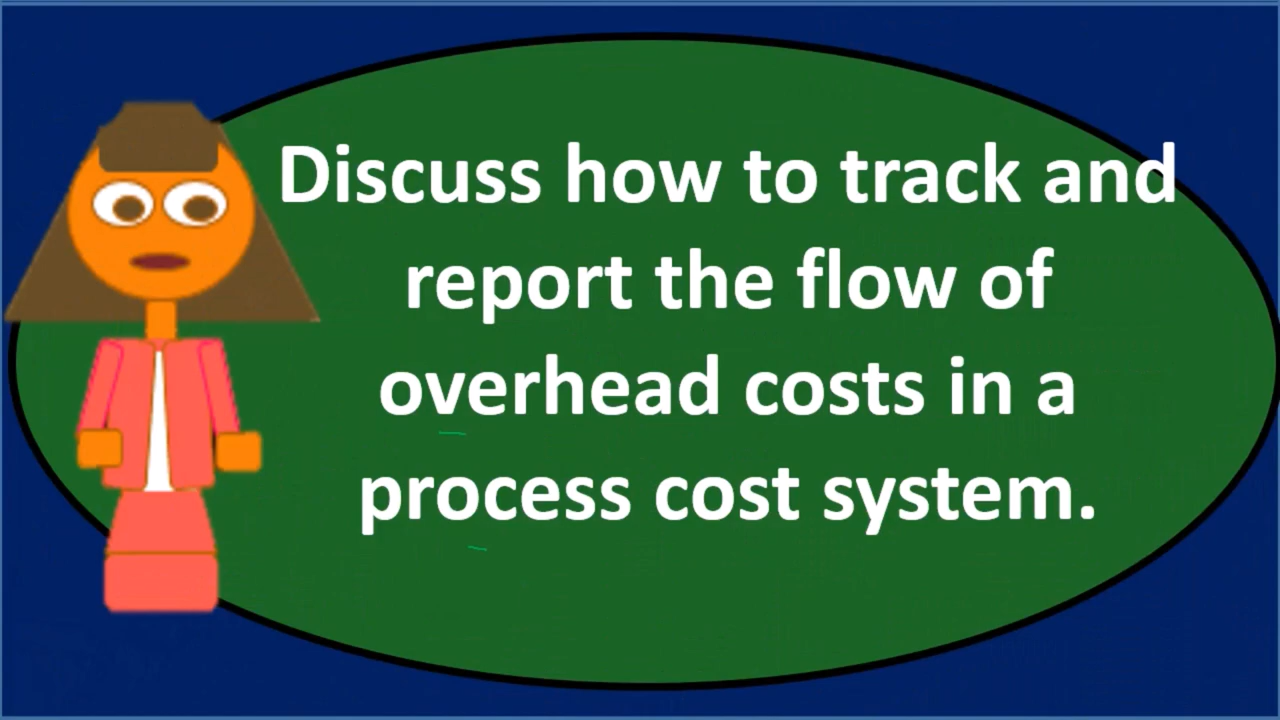 Discuss how to track and
report the flow of
overhead costs in a
process cost system.